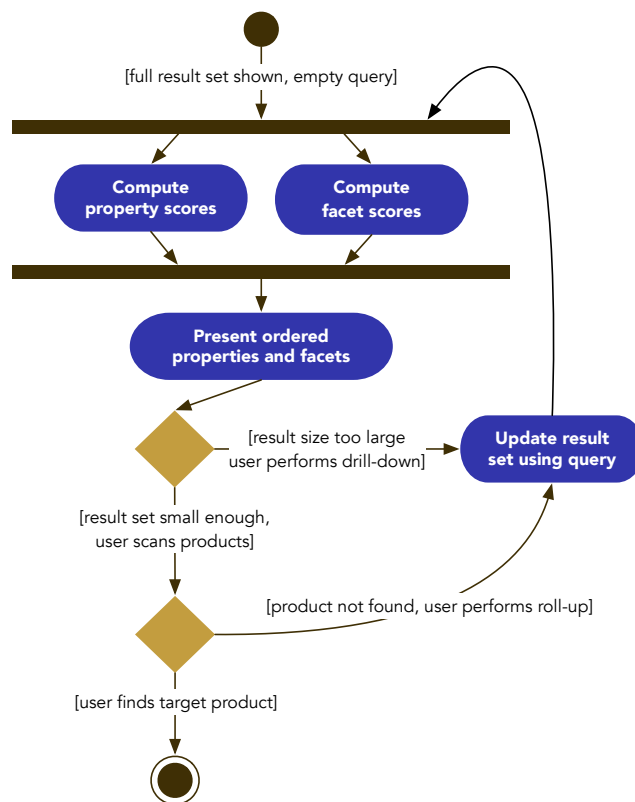 [full result set shown, empty query]
Compute
property scores
Compute
facet scores
Present ordered
properties and facets
[result size too large
user performs drill-down]
Update result
set using query
[result set small enough,
user scans products]
[product not found, user performs roll-up]
[user finds target product]